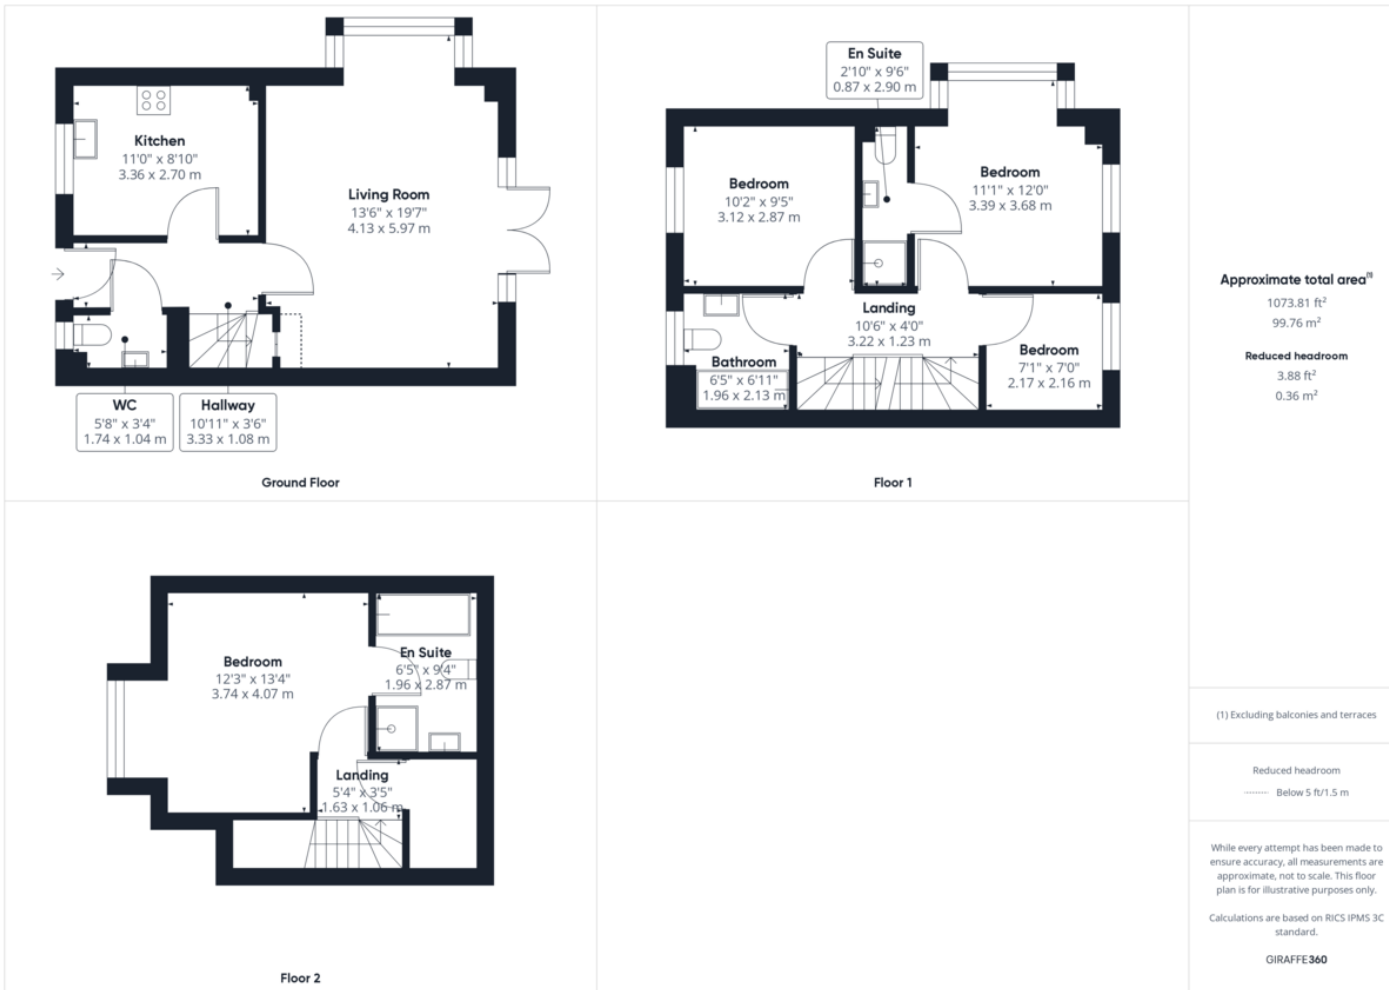 Kitchen
11'0" x 8'10"
3.36 x 2.70 m
Living Room
13'6" x 19'7"
4.13 x 5.97 m
WC
5'8" x 3'4"
1.74 x 1.04 m
Hallway
10'11" x 3'6"
3.33 x 1.08 m
Ground Floor
En Suite
2'10" x 9'6"
0.87 x 2.90 m
Bedroom
10'2" x 9'5"
3.12 x 2.87 m
Bedroom
11'1" x 12'0"
3.39 x 3.68 m
Landing
10'6" x 4'0"
3.22 x 1.23 m
Bathroom
6'5" x 6'11"
1.96 x 2.13 m
Bedroom
7'1" x 7'0"
2.17 x 2.16 m
Floor 1
Bedroom
12'3" x 13'4"
3.74 x 4.07 m
En Suite
6'5" x 9'4"
1.96 x 2.87 m
Landing
5'4" x 3'5"
1.63 x 1.06 m
Floor 2
Approximate total area(1)
1073.81 ft²
99.76 m²
Reduced headroom
3.88 ft²
0.36 m²
(1) Excluding balconies and terraces
Reduced headroom
Below 5 ft/1.5 m
While every attempt has been made to
ensure accuracy, all measurements are
approximate, not to scale. This floor
plan is for illustrative purposes only.
Calculations are based on RICS IPMS 3C
standard.
GIRAFFE360